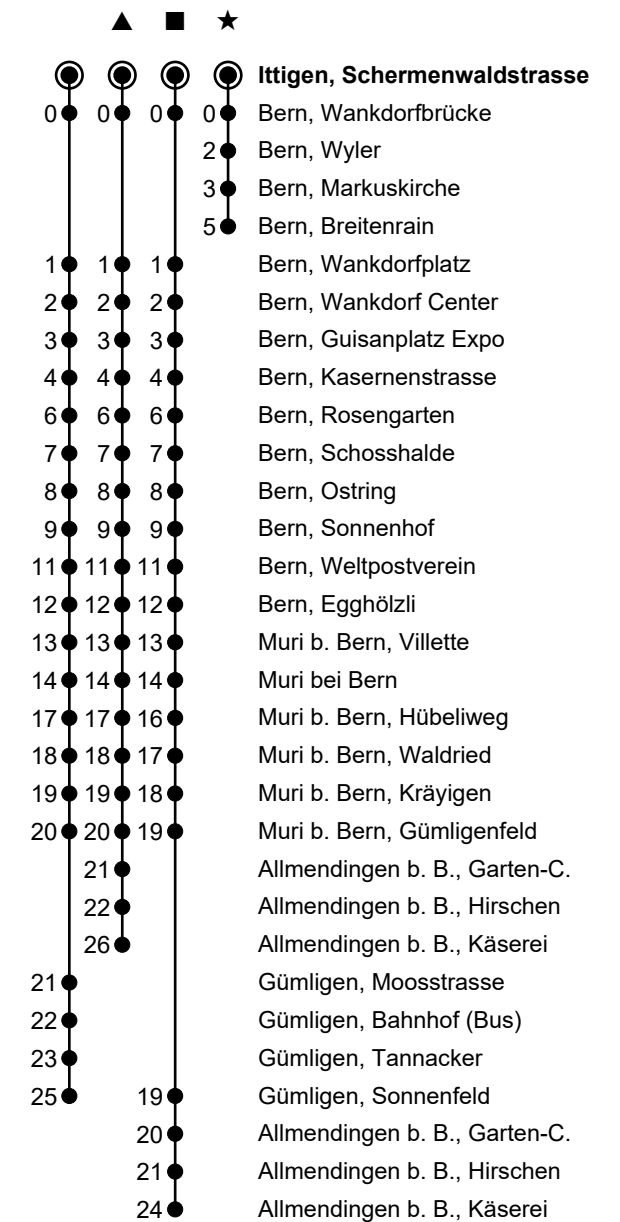 ▲ ■ ★
Ittigen, Schermenwaldstrasse
0 0 0 0 Bern, Wankdorfbrücke
2 Bern, Wyler
3 Bern, Markuskirche
5 Bern, Breitenrain
1 1 1 Bern, Wankdorfplatz
2 2 2 Bern, Wankdorf Center
3 3 3 Bern, Guisanplatz Expo
4 4 4 Bern, Kasernenstrasse
6 6 6 Bern, Rosengarten
7 7 7 Bern, Schosshalde
8 8 8 Bern, Ostring
9 9 9 Bern, Sonnenhof
11 11 11 Bern, Weltpostverein
12 12 12 Bern, Egghölzli
13 13 13 Muri b. Bern, Villette
14 14 14 Muri bei Bern
17 17 16 Muri b. Bern, Hübeliweg
18 18 17 Muri b. Bern, Waldried
19 19 18 Muri b. Bern, Kräyigen
20 20 19 Muri b. Bern, Gümligenfeld
21 Allmendingen b. B., Garten-C.
22 Allmendingen b. B., Hirschen
26 Allmendingen b. B., Käserei
21 Gümligen, Moosstrasse
22 Gümligen, Bahnhof (Bus)
23 Gümligen, Tannacker
25 19 Gümligen, Sonnenfeld
20 Allmendingen b. B., Garten-C.
21 Allmendingen b. B., Hirschen
24 Allmendingen b. B., Käserei